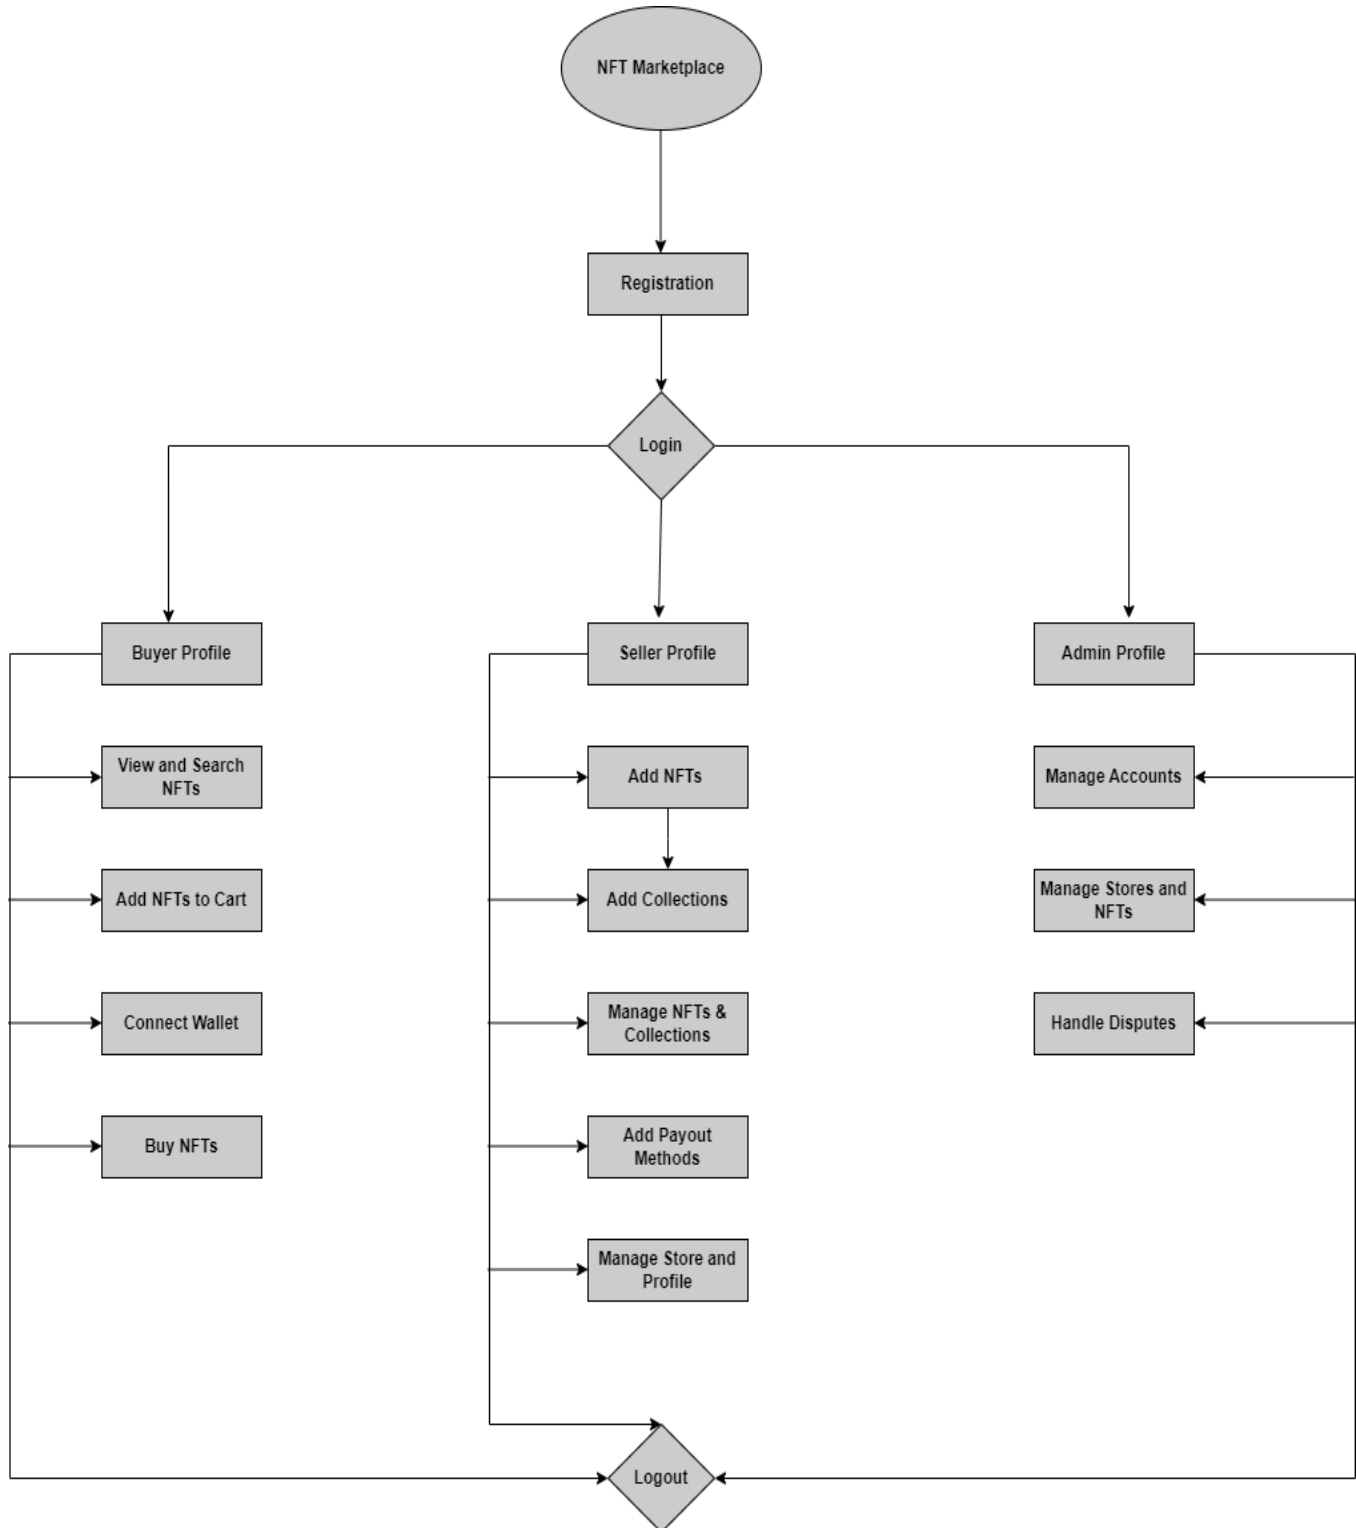 NFT Marketplace
Registration
Login
Buyer Profile
Seller Profile
Admin Profile
View and Search
NFTs
Add NFTs
Manage Accounts
Add NFTs to Cart
Add Collections
Manage Stores and
NFTs
Connect Wallet
Manage NFTs &
Collections
Handle Disputes
Buy NFTs
Add Payout
Methods
Manage Store and
Profile
Logout